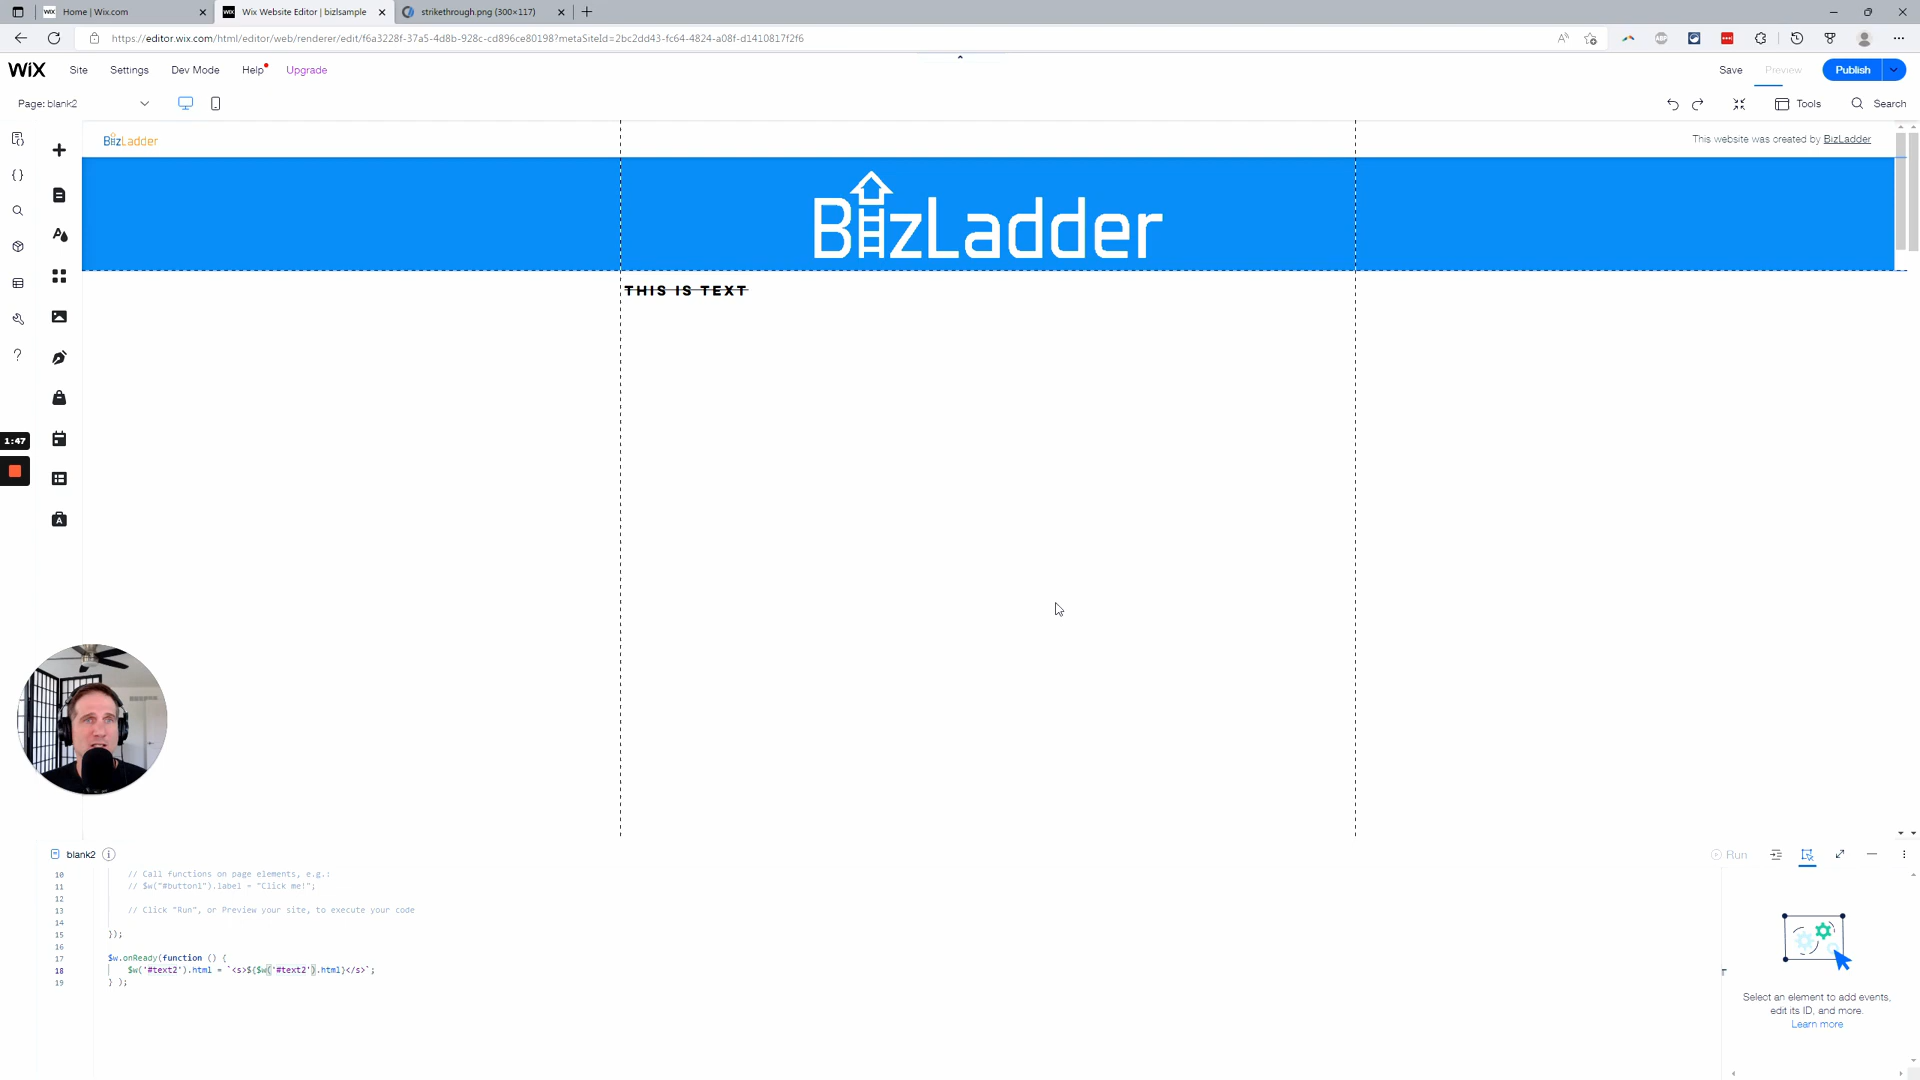 Home | Wix.com
Wix Website Editor | bizlsample
strikethrough.png (300×117)
https://editor.wix.com/html/editor/web/renderer/edit/f6a3228f-37a5-4d8b-928c-cd896ce80198?metaSiteId=2bc2dd43-fc64-4824-a08f-d1410817f2f6
WiX Site Settings Dev Mode Help Upgrade Save Preview Publish
Page: blank2 Tools Search
BizLadder This website was created by BizLadder
BizLadder
THIS IS TEXT
1:47
blank2 Run
10 // Call functions on page elements, e.g.:
11 // $w("#button1").label = "Click me!";
12
13 // Click "Run", or Preview your site, to execute your code
14
15 });
16
17 $w.onReady(function () {
18 $w('#text2').html = `<s>${$w('#text2').html}</s>`;
19 } );
Select an element to add events,
edit its ID, and more.
Learn more